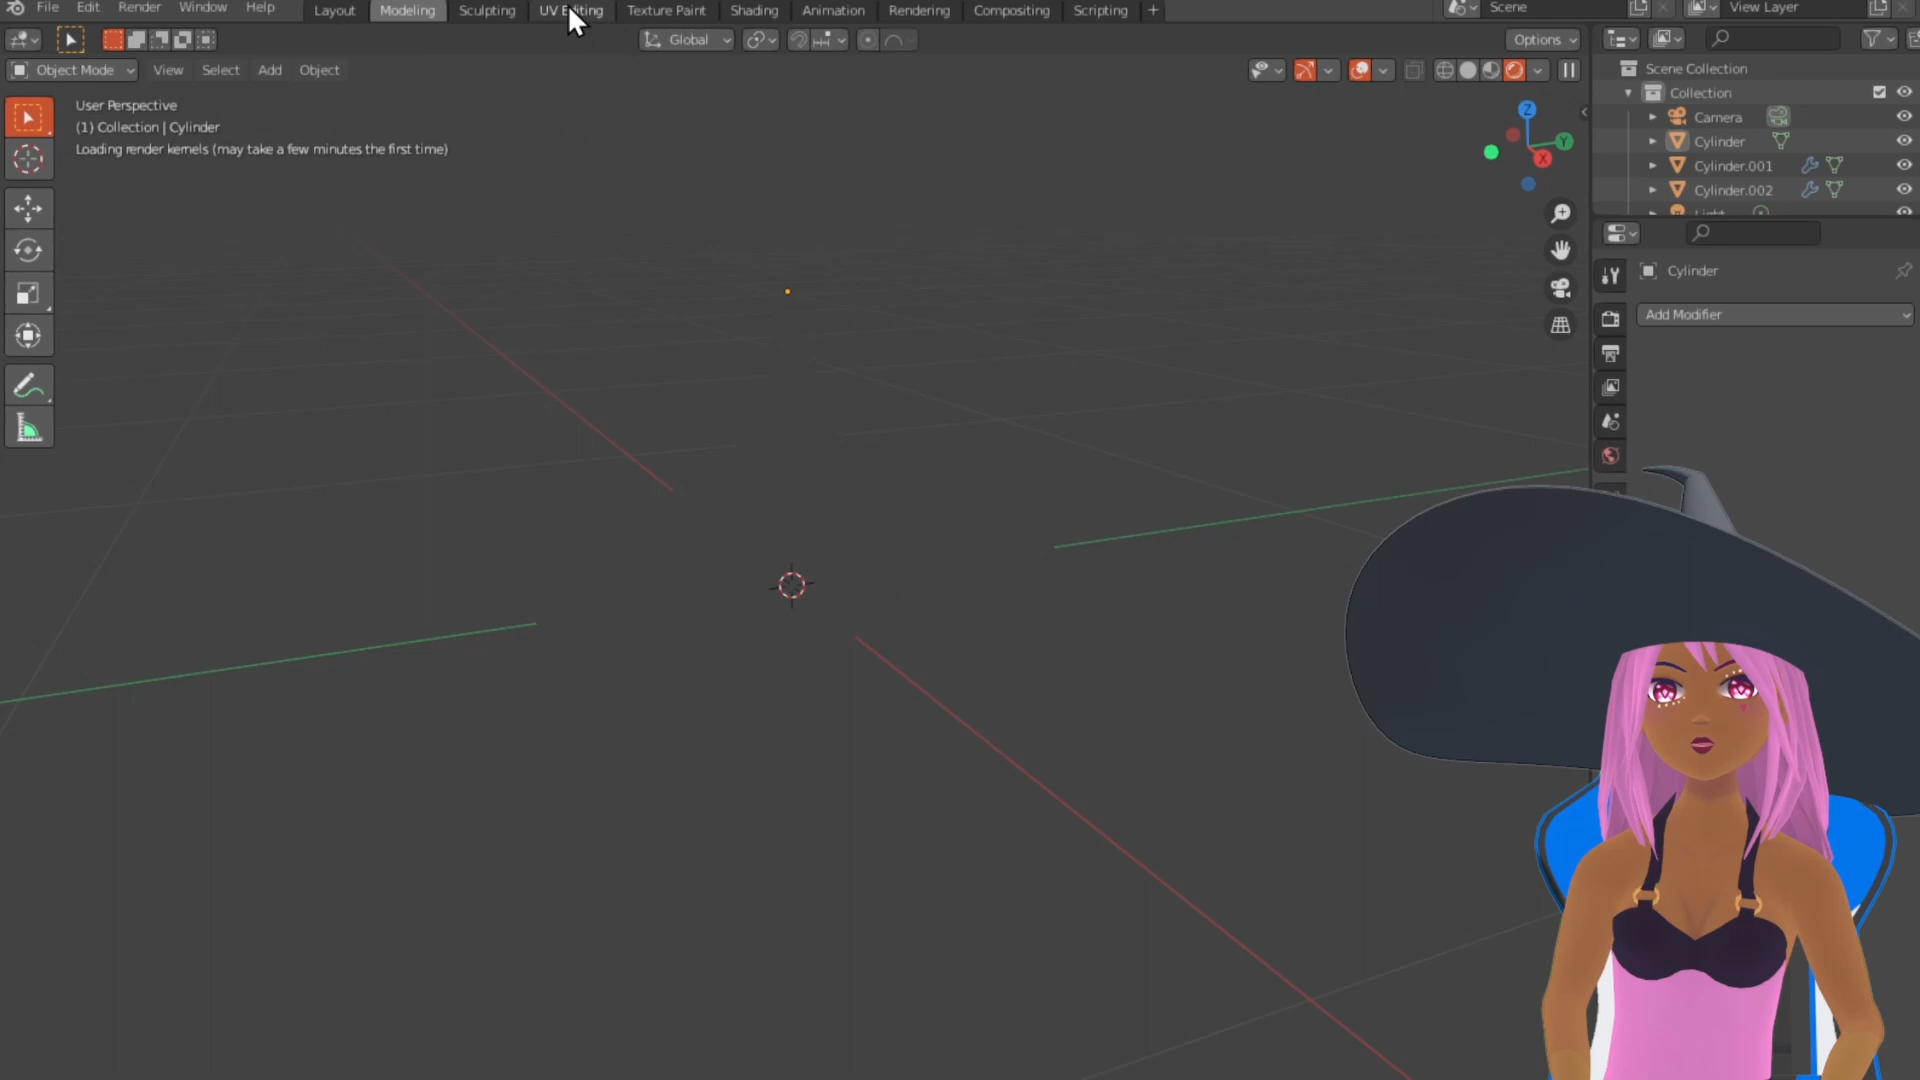 File Edit Render Window Help Layout Modeling Sculpting UV Editing Texture Paint Shading Animation Rendering Compositing Scripting + Scene View Layer
Global Options
Object Mode View Select Add Object
User Perspective
(1) Collection | Cylinder
Loading render kernels (may take a few minutes the first time)
Z
Y
X
Scene Collection
Collection
Camera
Cylinder
Cylinder.001
Cylinder.002
Light
Cylinder
Add Modifier